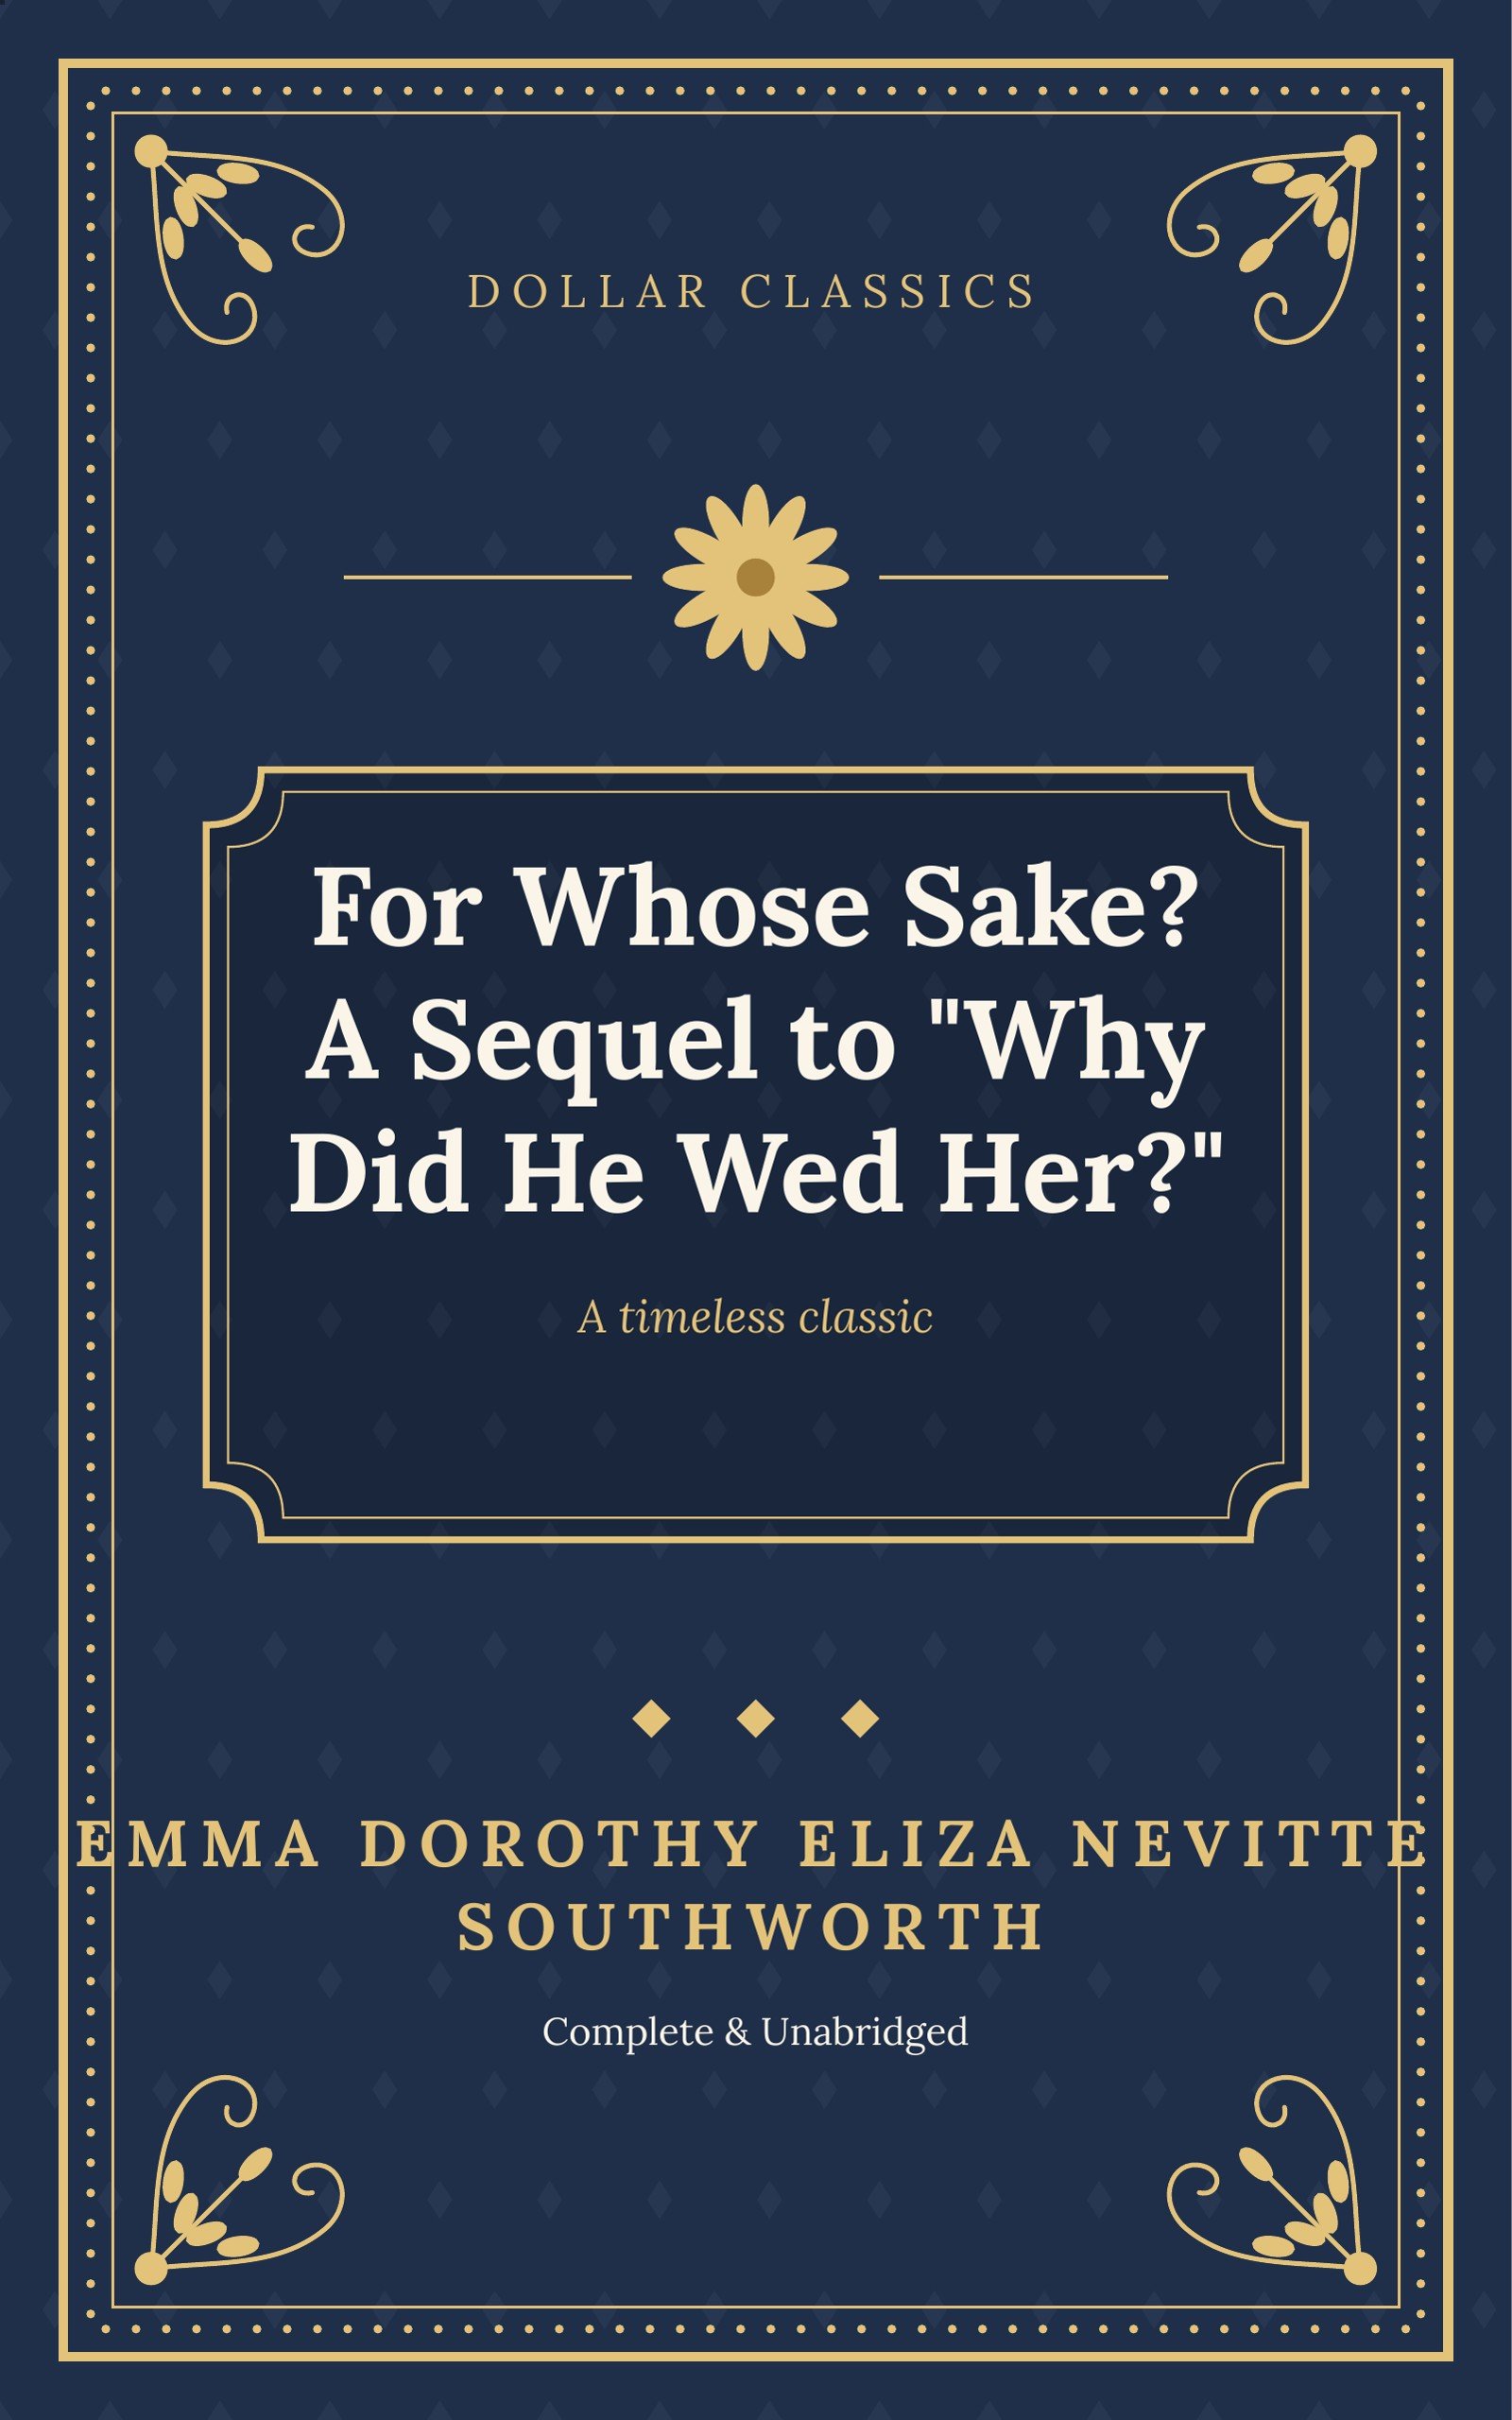 DOLLAR CLASSICS
For Whose Sake?
A Sequel to "Why
Did He Wed Her?"
A timeless classic
EMMA DOROTHY ELIZA NEVITTE
SOUTHWORTH
Complete & Unabridged